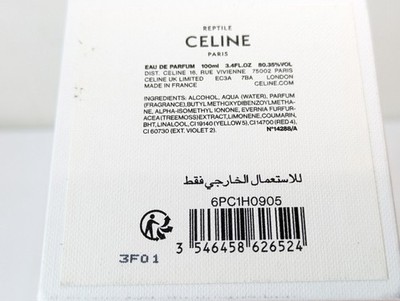 REPTILE
CELINE
PARIS
EAU DE PARFUM 100ml 3.4FL.OZ 80.35%VOL
DIST. CELINE 16, RUE VIVIENNE 75002 PARIS
CELINE UK LIMITED EC3A 7BA LONDON
MADE IN FRANCE CELINE.COM
INGREDIENTS: ALCOHOL, AQUA (WATER), PARFUM
(FRAGRANCE),BUTYL METHOXYDIBENZOYLMETHA-
NE, ALPHA-ISOMETHYL IONONE, EVERNIA FURFUR-
ACEA(TREEMOSS)EXTRACT,LIMONENE, COUMARIN,
BHT, LINALOOL, CI 19140 (YELLOW 5), CI 14700 (RED 4),
CI 60730 (EXT. VIOLET 2). N°14288/A
للاستعمال الخارجي فقط
6PC1H0905
3 546458 626524
3F01